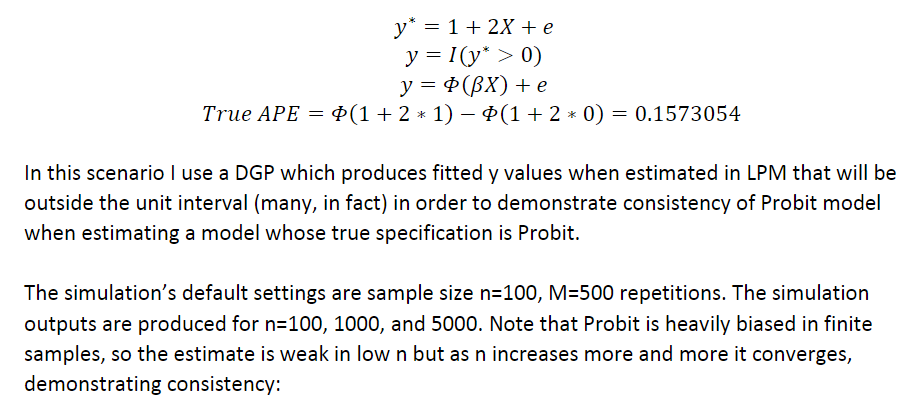 y* = 1 + 2X + e
y = I(y* > 0)
y = Φ(βX) + e
True APE = Φ(1 + 2 * 1) − Φ(1 + 2 * 0) = 0.1573054
In this scenario I use a DGP which produces fitted y values when estimated in LPM that will be
outside the unit interval (many, in fact) in order to demonstrate consistency of Probit model
when estimating a model whose true specification is Probit.
The simulation's default settings are sample size n=100, M=500 repetitions. The simulation
outputs are produced for n=100, 1000, and 5000. Note that Probit is heavily biased in finite
samples, so the estimate is weak in low n but as n increases more and more it converges,
demonstrating consistency: